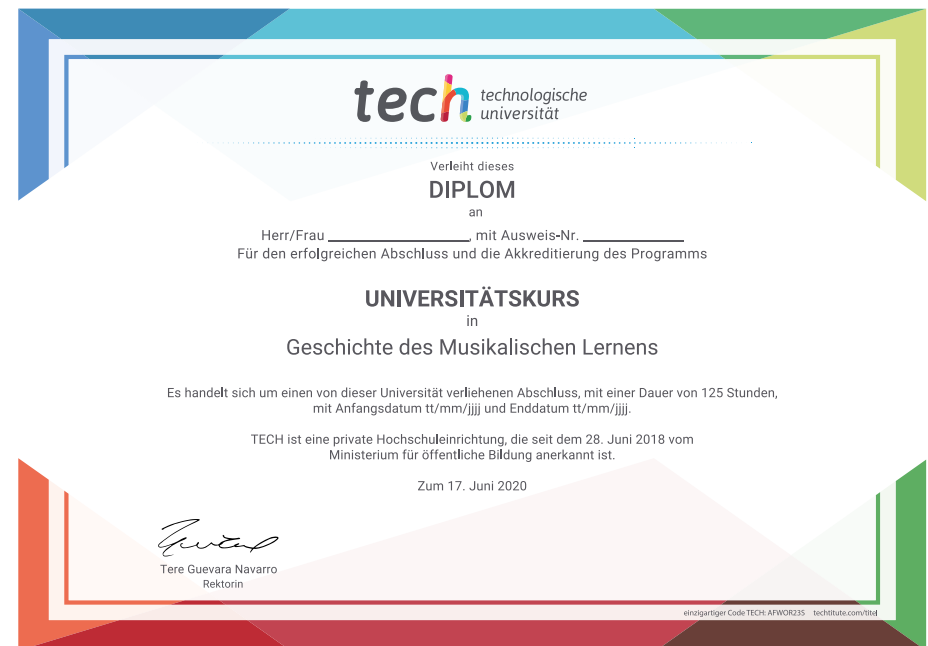 tech technologische
universität
Verleiht dieses
DIPLOM
an
Herr/Frau ____________, mit Ausweis-Nr. ____________
Für den erfolgreichen Abschluss und die Akkreditierung des Programms
UNIVERSITÄTSKURS
in
Geschichte des Musikalischen Lernens
Es handelt sich um einen von dieser Universität verliehenen Abschluss, mit einer Dauer von 125 Stunden,
mit Anfangsdatum tt/mm/jjjj und Enddatum tt/mm/jjjj.
TECH ist eine private Hochschuleinrichtung, die seit dem 28. Juni 2018 vom
Ministerium für öffentliche Bildung anerkannt ist.
Zum 17. Juni 2020
Tere Guevara Navarro
Rektorin
einzigartiger Code TECH: AFWOR23S techtitute.com/titel